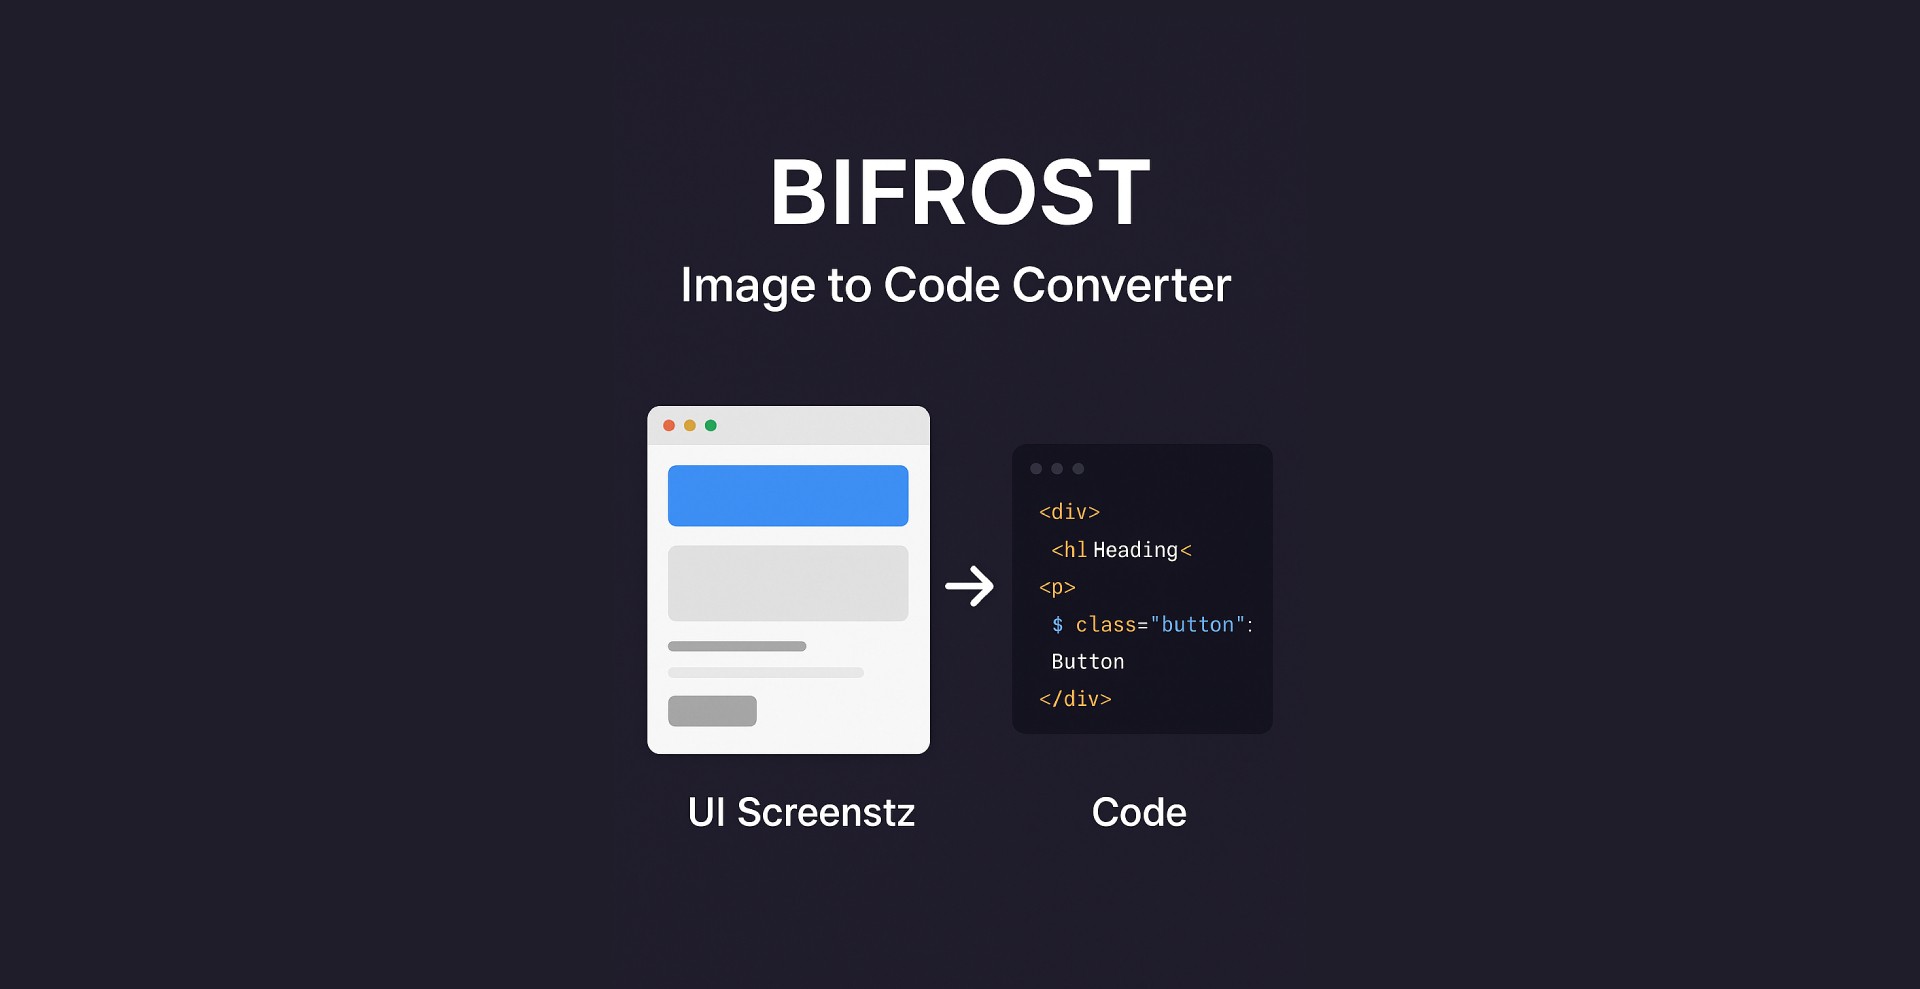 BIFROST
Image to Code Converter
<div>
<hl Heading<
<p>
$ class="button":
Button
</div>
UI Screenstz
Code